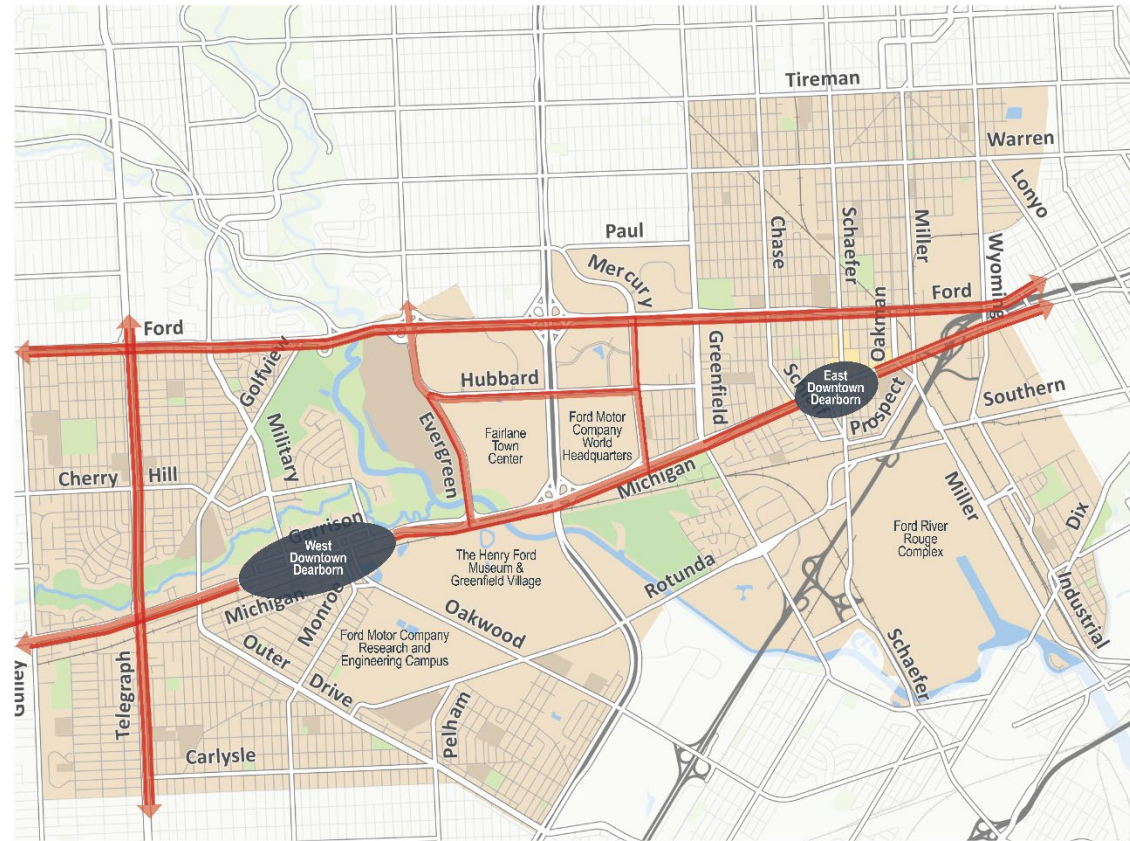 Tireman
Warren
Lonyo
Paul
Mercury
Chase
Schaefer
Miller
Oakman
Wyoming
Ford
Ford
Golfview
Hubbard
Greenfield
East
Downtown
Dearborn
Schaefer
Prospect
Southern
Military
Evergreen
Fairlane
Town
Center
Ford Motor
Company
World
Headquarters
Michigan
Cherry Hill
Garrison
West
Downtown
Dearborn
The Henry Ford
Museum &
Greenfield Village
Rotunda
Ford River
Rouge
Complex
Miller
Dix
Industrial
Michigan
Monroe
Oakwood
Ford Motor Company
Research and
Engineering Campus
Outer Drive
Gulley
Telegraph
Pelham
Schaefer
Carlysle